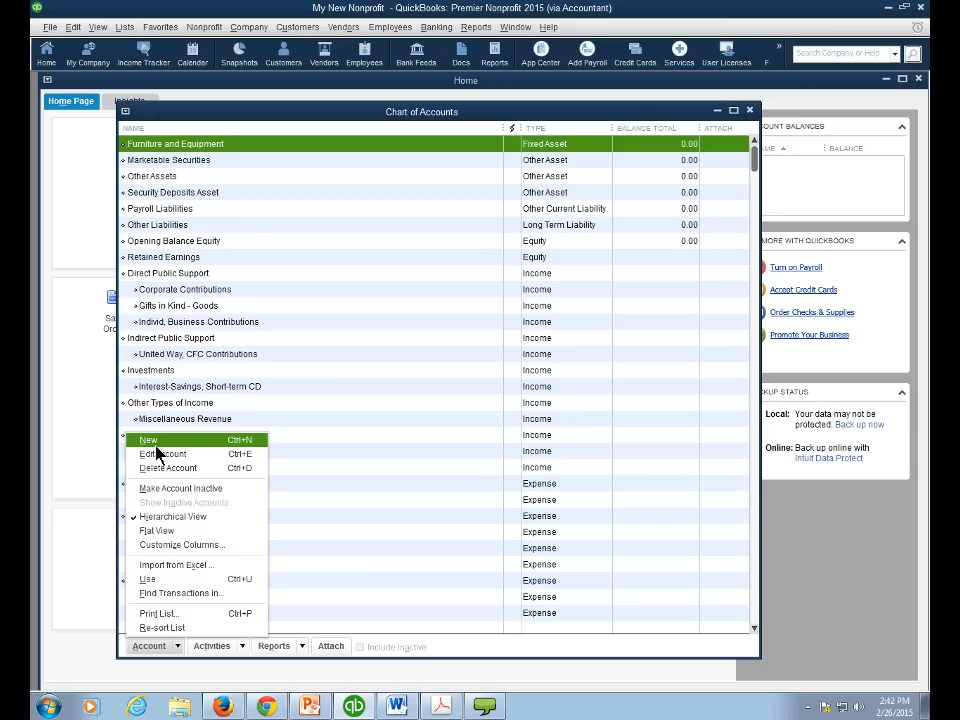 My New Nonprofit - QuickBooks: Premier Nonprofit 2015 (via Accountant)
File Edit View Lists Favorites Nonprofit Company Customers Vendors Employees Banking Reports Window Help
Home My Company Income Tracker Calendar Snapshots Customers Vendors Employees Bank Feeds Docs Reports App Center Add Payroll Credit Cards Services User Licenses F
Search Company or Help
Home
Home Page Insights
Chart of Accounts
NAME TYPE BALANCE TOTAL ATTACH
Furniture and Equipment Fixed Asset 0.00
Marketable Securities Other Asset 0.00
Other Assets Other Asset 0.00
Security Deposits Asset Other Asset 0.00
Payroll Liabilities Other Current Liability 0.00
Other Liabilities Long Term Liability 0.00
Opening Balance Equity Equity 0.00
Retained Earnings Equity
Direct Public Support Income
Corporate Contributions Income
Gifts in Kind - Goods Income
Individ, Business Contributions Income
Indirect Public Support Income
United Way, CFC Contributions Income
Investments Income
Interest-Savings, Short-term CD Income
Other Types of Income Income
Miscellaneous Revenue Income
Income
Income
Income
Expense
Expense
Expense
Expense
Expense
Expense
Expense
Expense
Expense
New Ctrl+N
Edit Account Ctrl+E
Delete Account Ctrl+D
Make Account Inactive
Show Inactive Accounts
Hierarchical View
Flat View
Customize Columns...
Import from Excel...
Use Ctrl+U
Find Transactions in...
Print List... Ctrl+P
Re-sort List
Account Activities Reports Attach Include inactive
Sa
Or
COUNT BALANCES
AME BALANCE
MORE WITH QUICKBOOKS
Turn on Payroll
Accept Credit Cards
Order Checks & Supplies
Promote Your Business
KUP STATUS
Local: Your data may not be
protected. Back up now
Online: Back up online with
Intuit Data Protect
2:42 PM
2/26/2015